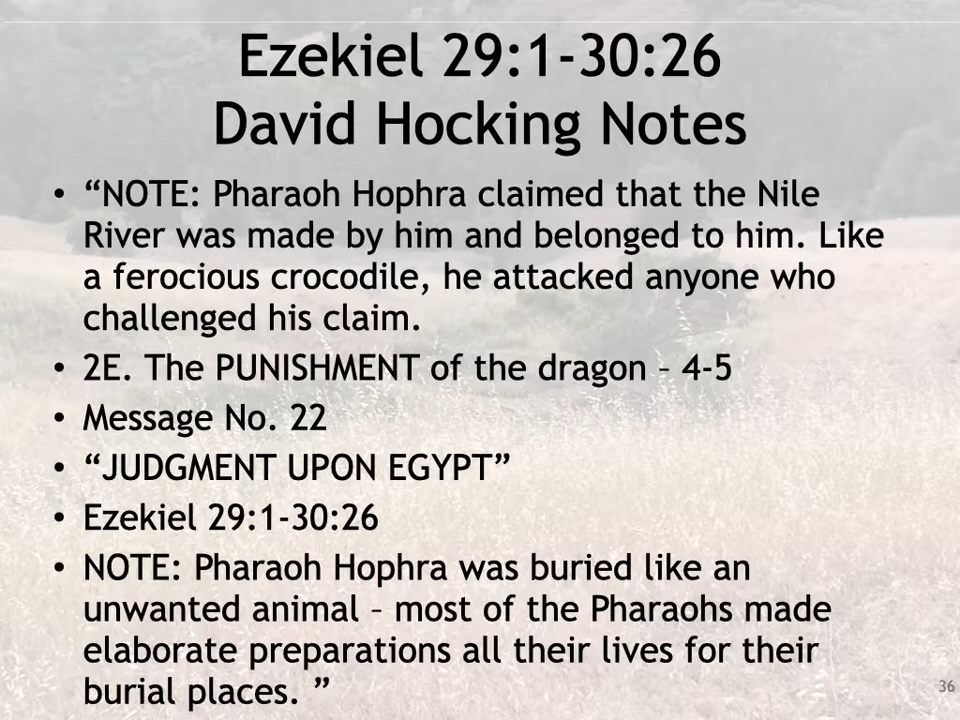 Ezekiel 29:1-30:26
David Hocking Notes
• “NOTE: Pharaoh Hophra claimed that the Nile
River was made by him and belonged to him. Like
a ferocious crocodile, he attacked anyone who
challenged his claim.
• 2E. The PUNISHMENT of the dragon – 4-5
• Message No. 22
• “JUDGMENT UPON EGYPT”
• Ezekiel 29:1-30:26
• NOTE: Pharaoh Hophra was buried like an
unwanted animal – most of the Pharaohs made
elaborate preparations all their lives for their
burial places. ”
36